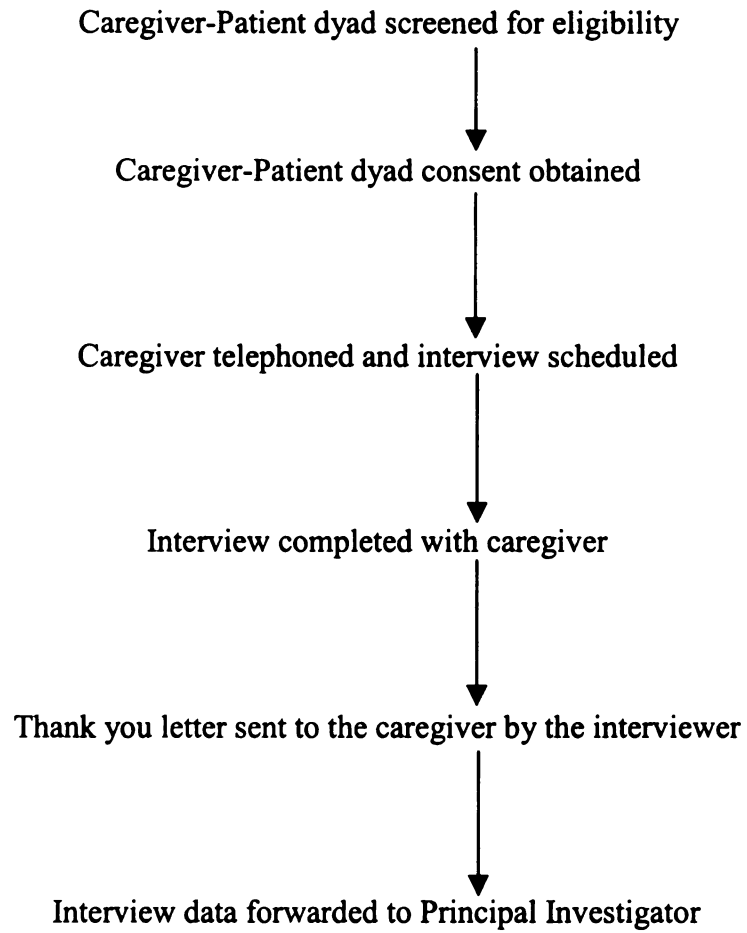 Caregiver-Patient dyad screened for eligibility
Caregiver-Patient dyad consent obtained
Caregiver telephoned and interview scheduled
Interview completed with caregiver
Thank you letter sent to the caregiver by the interviewer
Interview data forwarded to Principal Investigator